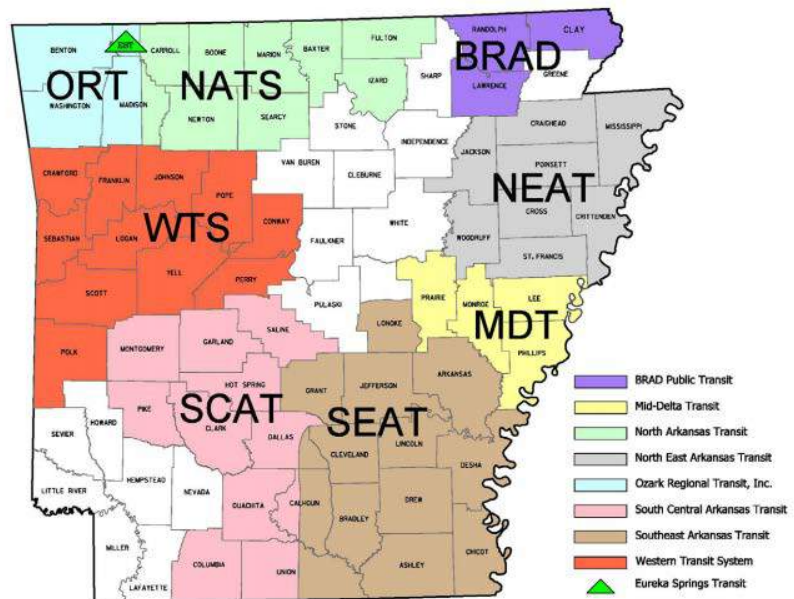 RANDOLPH
CLAY
FULTON
BRAD
BENTON
EST
CARROLL
BOONE
MARION
BAXTER
ORT
NATS
IZARD
SHARP
LAWRENCE
GREENE
WASHINGTON
MADISON
NEWTON
SEARCY
STONE
INDEPENDENCE
CRAIGHEAD
MISSISSIPPI
JACKSON
POINSETT
CRAWFORD
FRANKLIN
JOHNSON
POPE
VAN BUREN
CLEBURNE
NEAT
WTS
CONWAY
WHITE
CROSS
CRITTENDEN
SEBASTIAN
LOGAN
FAULKNER
WOODRUFF
ST. FRANCIS
YELL
PERRY
SCOTT
PULASKI
PRAIRIE
MONROE
LEE
LONOKE
MDT
PHILLIPS
POLK
MONTGOMERY
GARLAND
SALINE
HOT SPRING
GRANT
JEFFERSON
ARKANSAS
SCAT
SEAT
PIKE
CLARK
DALLAS
CLEVELAND
LINCOLN
DESHA
SEVIER
HOWARD
HEMPSTEAD
NEVADA
OUACHITA
CALHOUN
BRADLEY
DREW
LITTLE RIVER
MILLER
LAFAYETTE
COLUMBIA
UNION
ASHLEY
CHICOT
BRAD Public Transit
Mid-Delta Transit
North Arkansas Transit
North East Arkansas Transit
Ozark Regional Transit, Inc.
South Central Arkansas Transit
Southeast Arkansas Transit
Western Transit System
Eureka Springs Transit